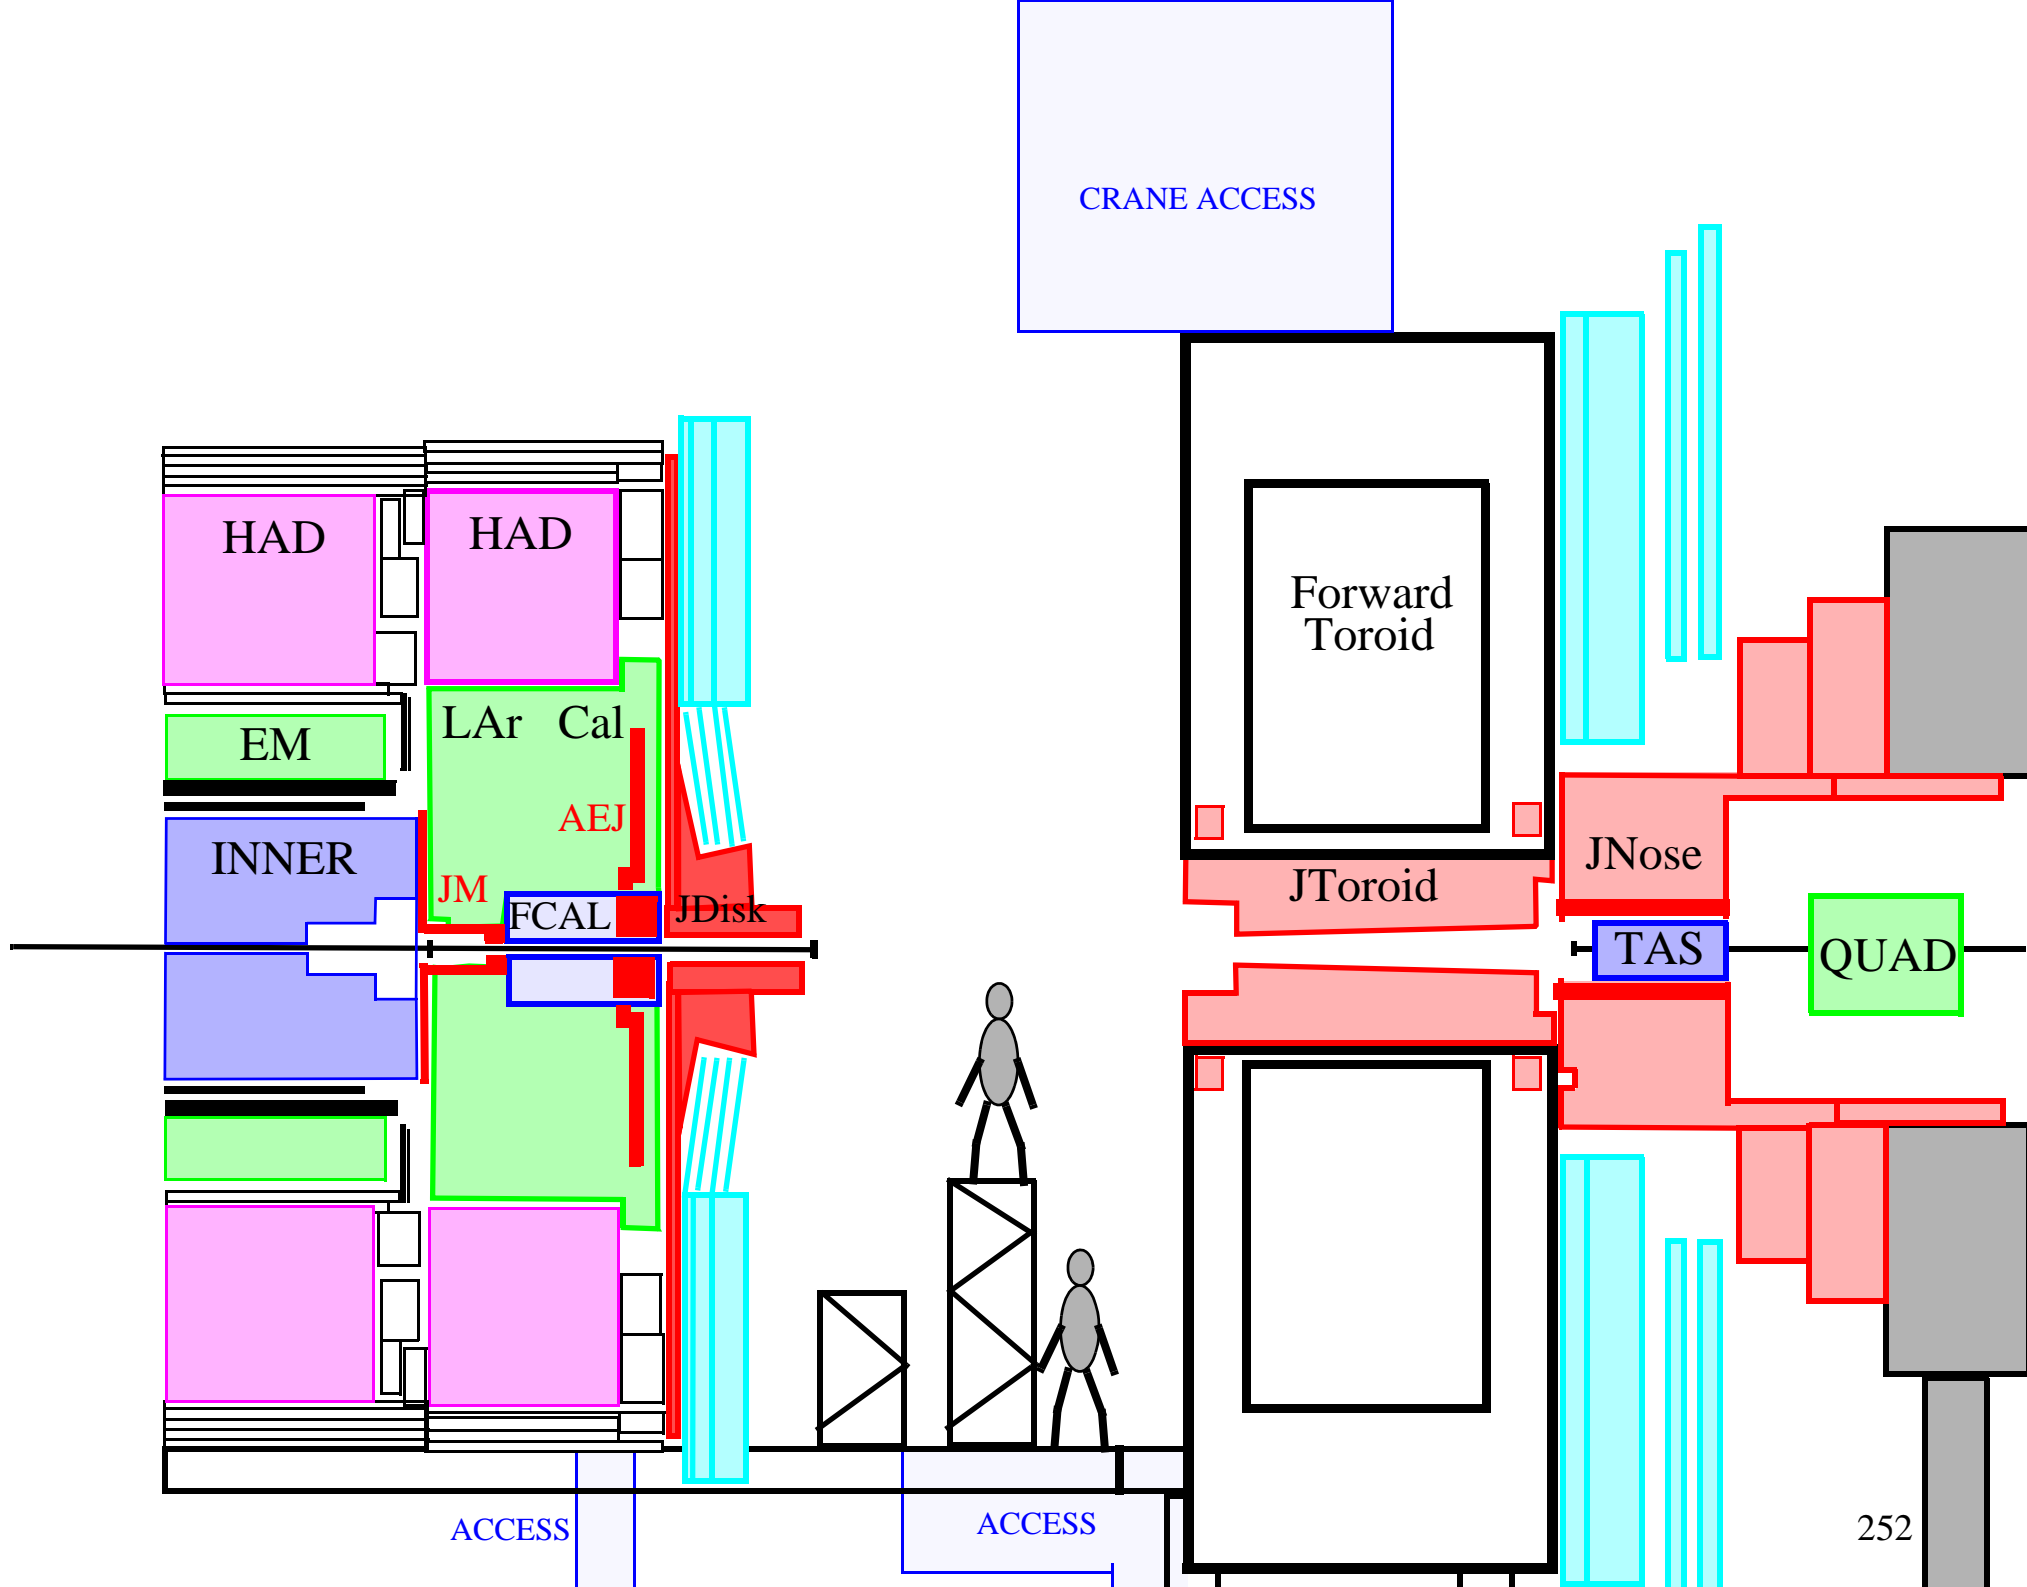 CRANE ACCESS
HAD
HAD
Forward
Toroid
LAr Cal
EM
AEJ
INNER
JNose
JM
JToroid
FCAL
JDisk
TAS
QUAD
ACCESS
ACCESS
252